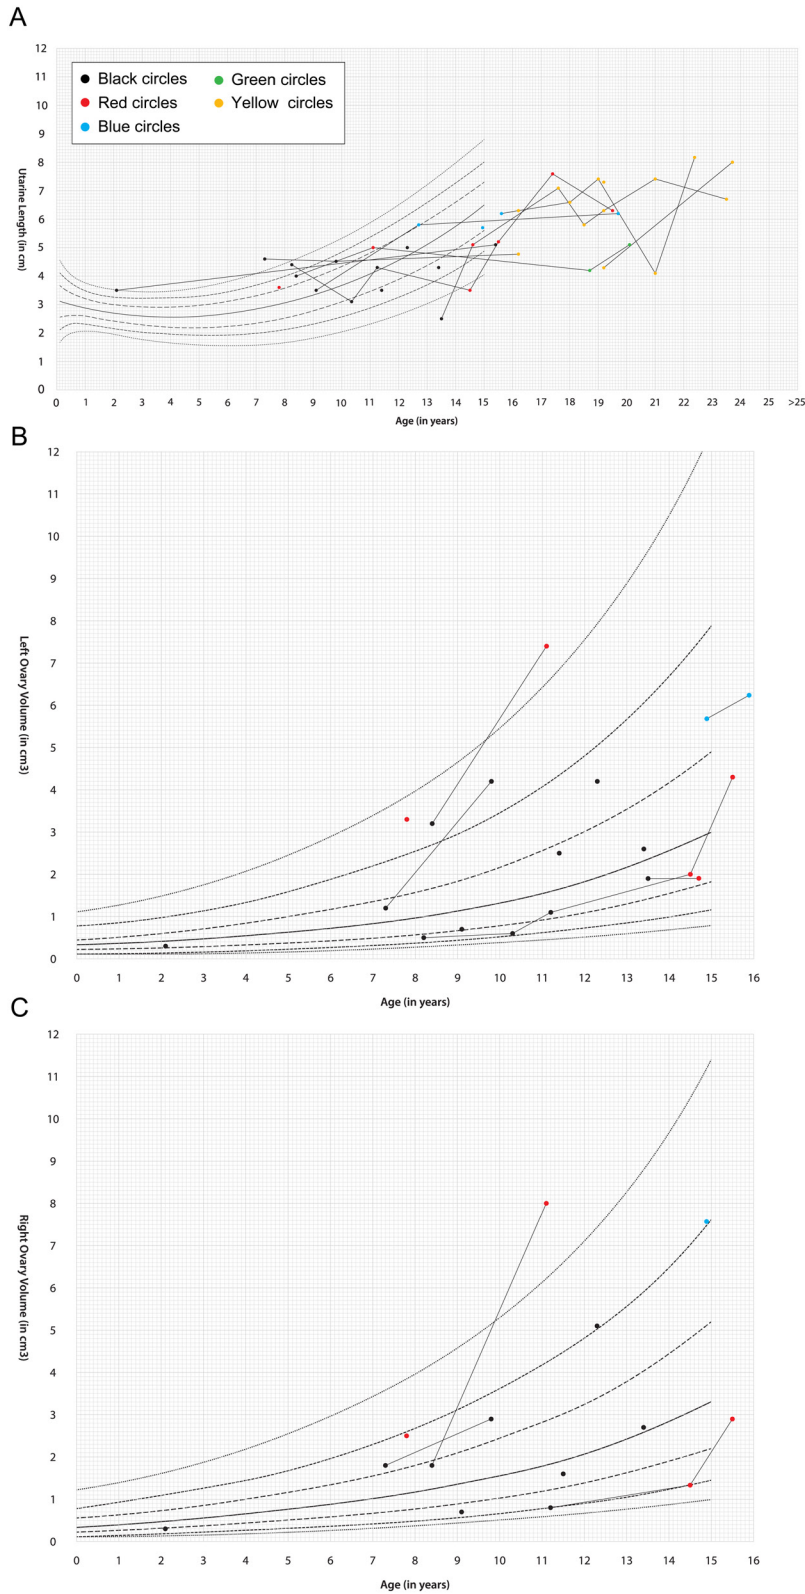 A
12
11
10
9
8
7
6
5
4
3
2
1
0
Utarine Length (in cm)
Black circles
Red circles
Blue circles
Green circles
Yellow circles
0 1 2 3 4 5 6 7 8 9 10 11 12 13 14 15 16 17 18 19 20 21 22 23 24 25 >25
Age (in years)
B
12
11
10
9
8
7
6
5
4
3
2
1
0
Left Ovary Volume (in cm3)
0 1 2 3 4 5 6 7 8 9 10 11 12 13 14 15 16
Age (in years)
C
12
11
10
9
8
7
6
5
4
3
2
1
0
Right Ovary Volume (in cm3)
0 1 2 3 4 5 6 7 8 9 10 11 12 13 14 15 16
Age (in years)